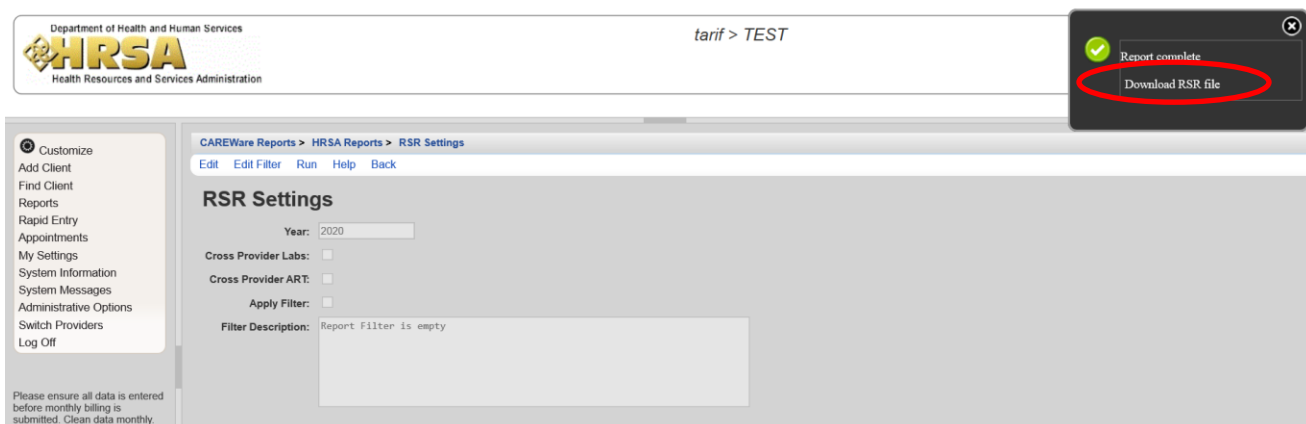 Department of Health and Human Services
HRSA
Health Resources and Services Administration
tarif > TEST
Report complete
Download RSR file
Customize
Add Client
Find Client
Reports
Rapid Entry
Appointments
My Settings
System Information
System Messages
Administrative Options
Switch Providers
Log Off
Please ensure all data is entered
before monthly billing is
submitted. Clean data monthly.
CAREWare Reports > HRSA Reports > RSR Settings
Edit Edit Filter Run Help Back
RSR Settings
Year: 2020
Cross Provider Labs:
Cross Provider ART:
Apply Filter:
Filter Description: Report Filter is empty